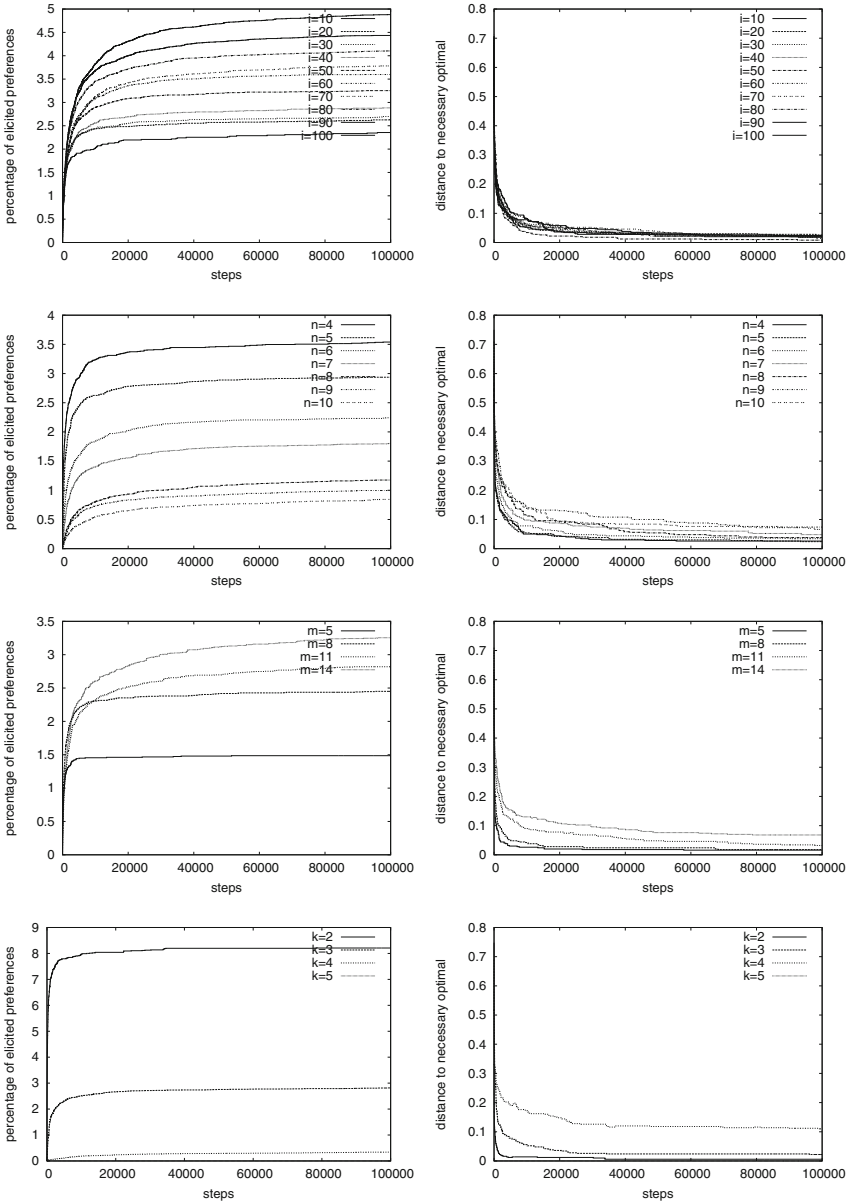 percentage of elicited preferences
5
4.5
4
3.5
3
2.5
2
1.5
1
0.5
0
i=10
i=20
i=30
i=40
i=50
i=60
i=70
i=80
i=90
i=100
0 20000 40000 60000 80000 100000
steps
distance to necessary optimal
0.8
0.7
0.6
0.5
0.4
0.3
0.2
0.1
0
i=10
i=20
i=30
i=40
i=50
i=60
i=70
i=80
i=90
i=100
0 20000 40000 60000 80000 100000
steps
percentage of elicited preferences
4
3.5
3
2.5
2
1.5
1
0.5
0
n=4
n=5
n=6
n=7
n=8
n=9
n=10
0 20000 40000 60000 80000 100000
steps
distance to necessary optimal
0.8
0.7
0.6
0.5
0.4
0.3
0.2
0.1
0
n=4
n=5
n=6
n=7
n=8
n=9
n=10
0 20000 40000 60000 80000 100000
steps
percentage of elicited preferences
3.5
3
2.5
2
1.5
1
0.5
0
m=5
m=8
m=11
m=14
0 20000 40000 60000 80000 100000
steps
distance to necessary optimal
0.8
0.7
0.6
0.5
0.4
0.3
0.2
0.1
0
m=5
m=8
m=11
m=14
0 20000 40000 60000 80000 100000
steps
percentage of elicited preferences
9
8
7
6
5
4
3
2
1
0
k=2
k=3
k=4
k=5
0 20000 40000 60000 80000 100000
steps
distance to necessary optimal
0.8
0.7
0.6
0.5
0.4
0.3
0.2
0.1
0
k=2
k=3
k=4
k=5
0 20000 40000 60000 80000 100000
steps